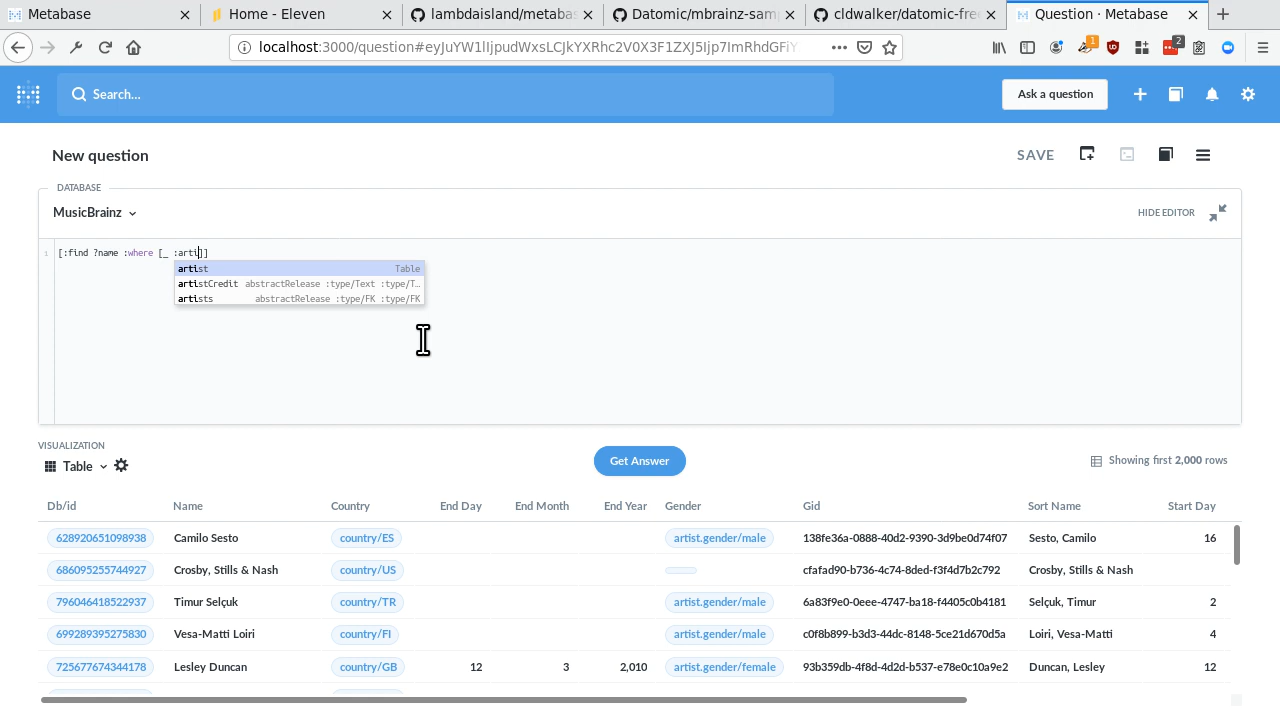 Metabase
Home - Eleven
lambdaisland/metabas
Datomic/mbrainz-sam
cldwalker/datomic-fre
Question · Metabase
localhost:3000/question#eyJuYW1lIjpudWxsLCJkYXRhc2V0X3F1ZXJ5Ijp7ImRhdGFiY
1
2
Search...
Ask a question
New question
SAVE
DATABASE
MusicBrainz
HIDE EDITOR
1 [:find ?name :where [_ :arti]]
artist Table
artistCredit abstractRelease :type/Text :type/T…
artists abstractRelease :type/FK :type/FK
VISUALIZATION
Table
Get Answer
Showing first 2,000 rows
Db/id Name Country End Day End Month End Year Gender Gid Sort Name Start Day
628920651098938 Camilo Sesto country/ES artist.gender/male 138fe36a-0888-40d2-9390-3d9be0d74f07 Sesto, Camilo 16
686095255744927 Crosby, Stills & Nash country/US cfafad90-b736-4c74-8ded-f3f4d7b2c792 Crosby, Stills & Nash
796046418522937 Timur Selçuk country/TR artist.gender/male 6a83f9e0-0eee-4747-ba18-f4405c0b4181 Selçuk, Timur 2
699289395275830 Vesa-Matti Loiri country/FI artist.gender/male c0f8b899-b3d3-44dc-8148-5ce21d670d5a Loiri, Vesa-Matti 4
725677674344178 Lesley Duncan country/GB 12 3 2,010 artist.gender/female 93b359db-4f8d-4d2d-b537-e78e0c10a9e2 Duncan, Lesley 12